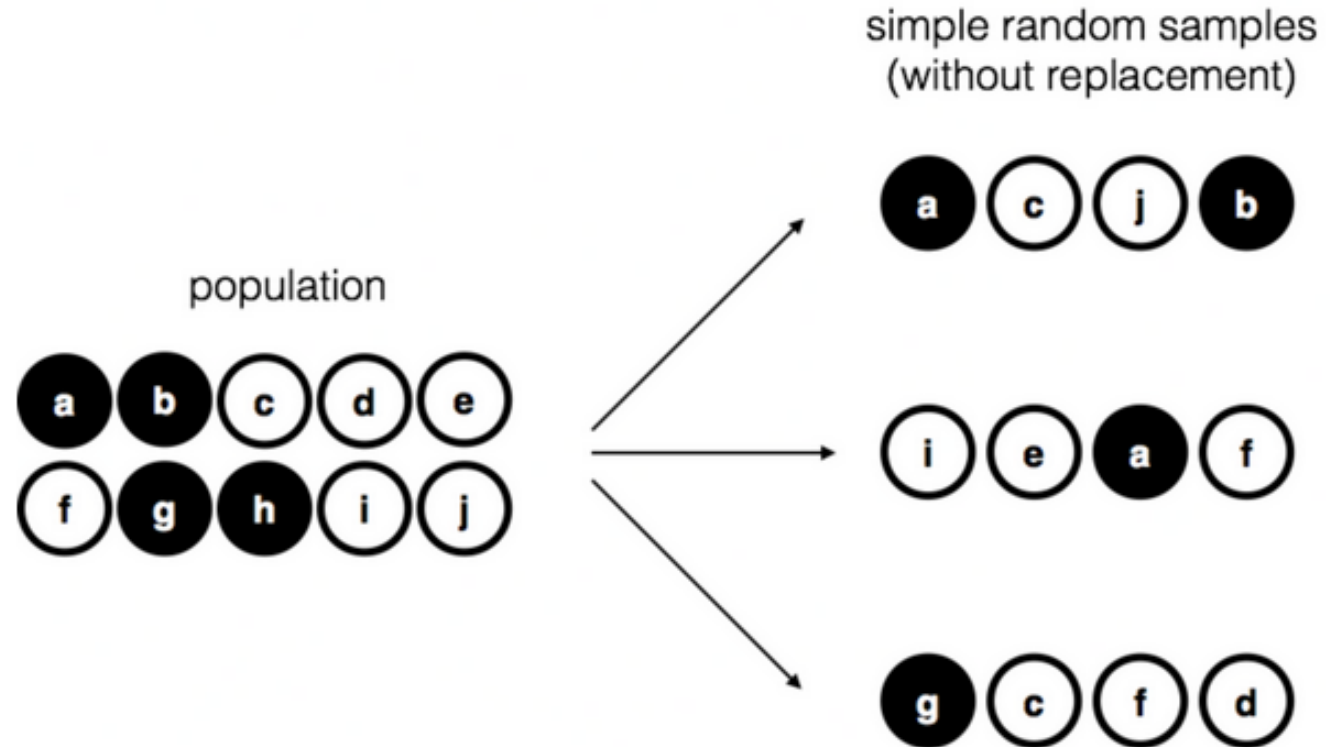 simple random samples
(without replacement)
a c j b
population
a b c d e
i e a f
f g h i j
g c f d